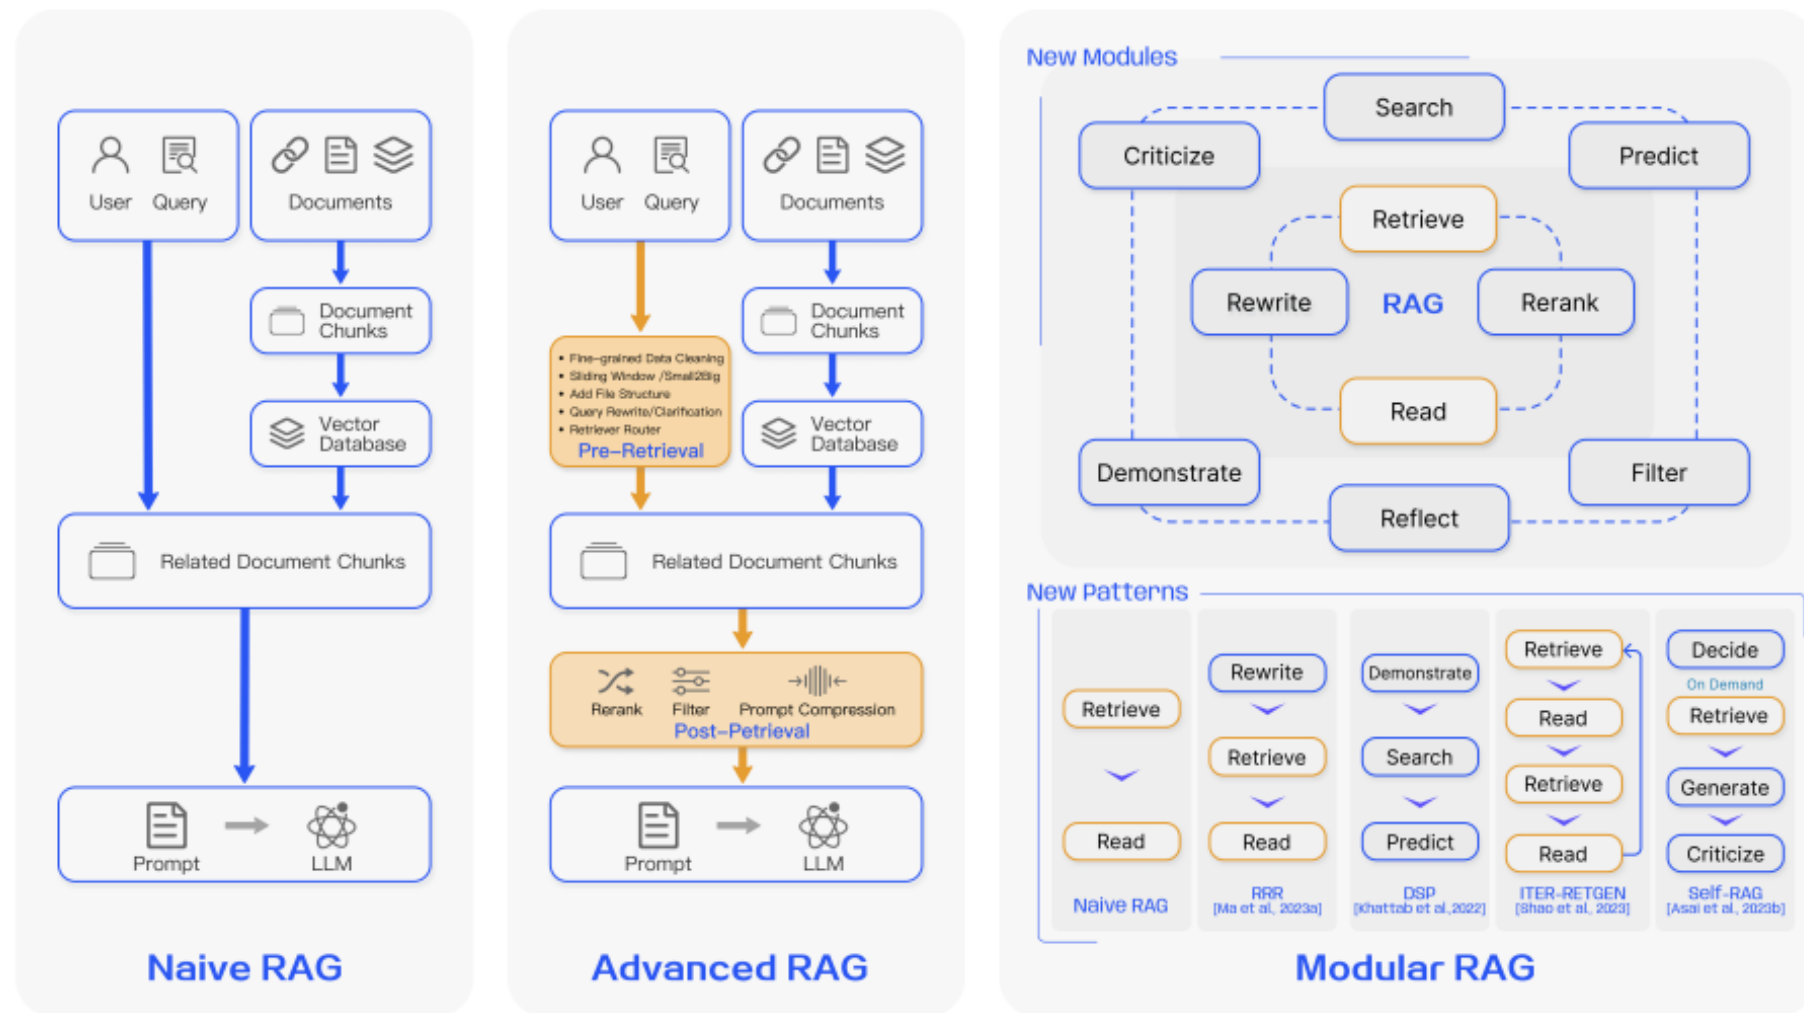 User Query
Documents
Document
Chunks
Vector
Database
Related Document Chunks
Prompt
LLM
Naive RAG
User Query
Documents
• Fine-grained Data Cleaning
• Sliding Window /Small2Big
• Add File Structure
• Query Rewrite/Clarification
• Retriever Router
Pre-Retrieval
Document
Chunks
Vector
Database
Related Document Chunks
Rerank
Filter
Prompt Compression
Post-Petrieval
Prompt
LLM
Advanced RAG
New Modules
Search
Criticize
Predict
Retrieve
Rewrite
RAG
Rerank
Read
Demonstrate
Filter
Reflect
New Patterns
Retrieve
Read
Naive RAG
Rewrite
Retrieve
Read
RRR
[Ma et al., 2023a]
Demonstrate
Search
Predict
DSP
[Khattab et al.,2022]
Retrieve
Read
Retrieve
Read
ITER-RETGEN
[Shao et al., 2023]
Decide
On Demand
Retrieve
Generate
Criticize
Self-RAG
[Asai et al., 2023b]
Modular RAG